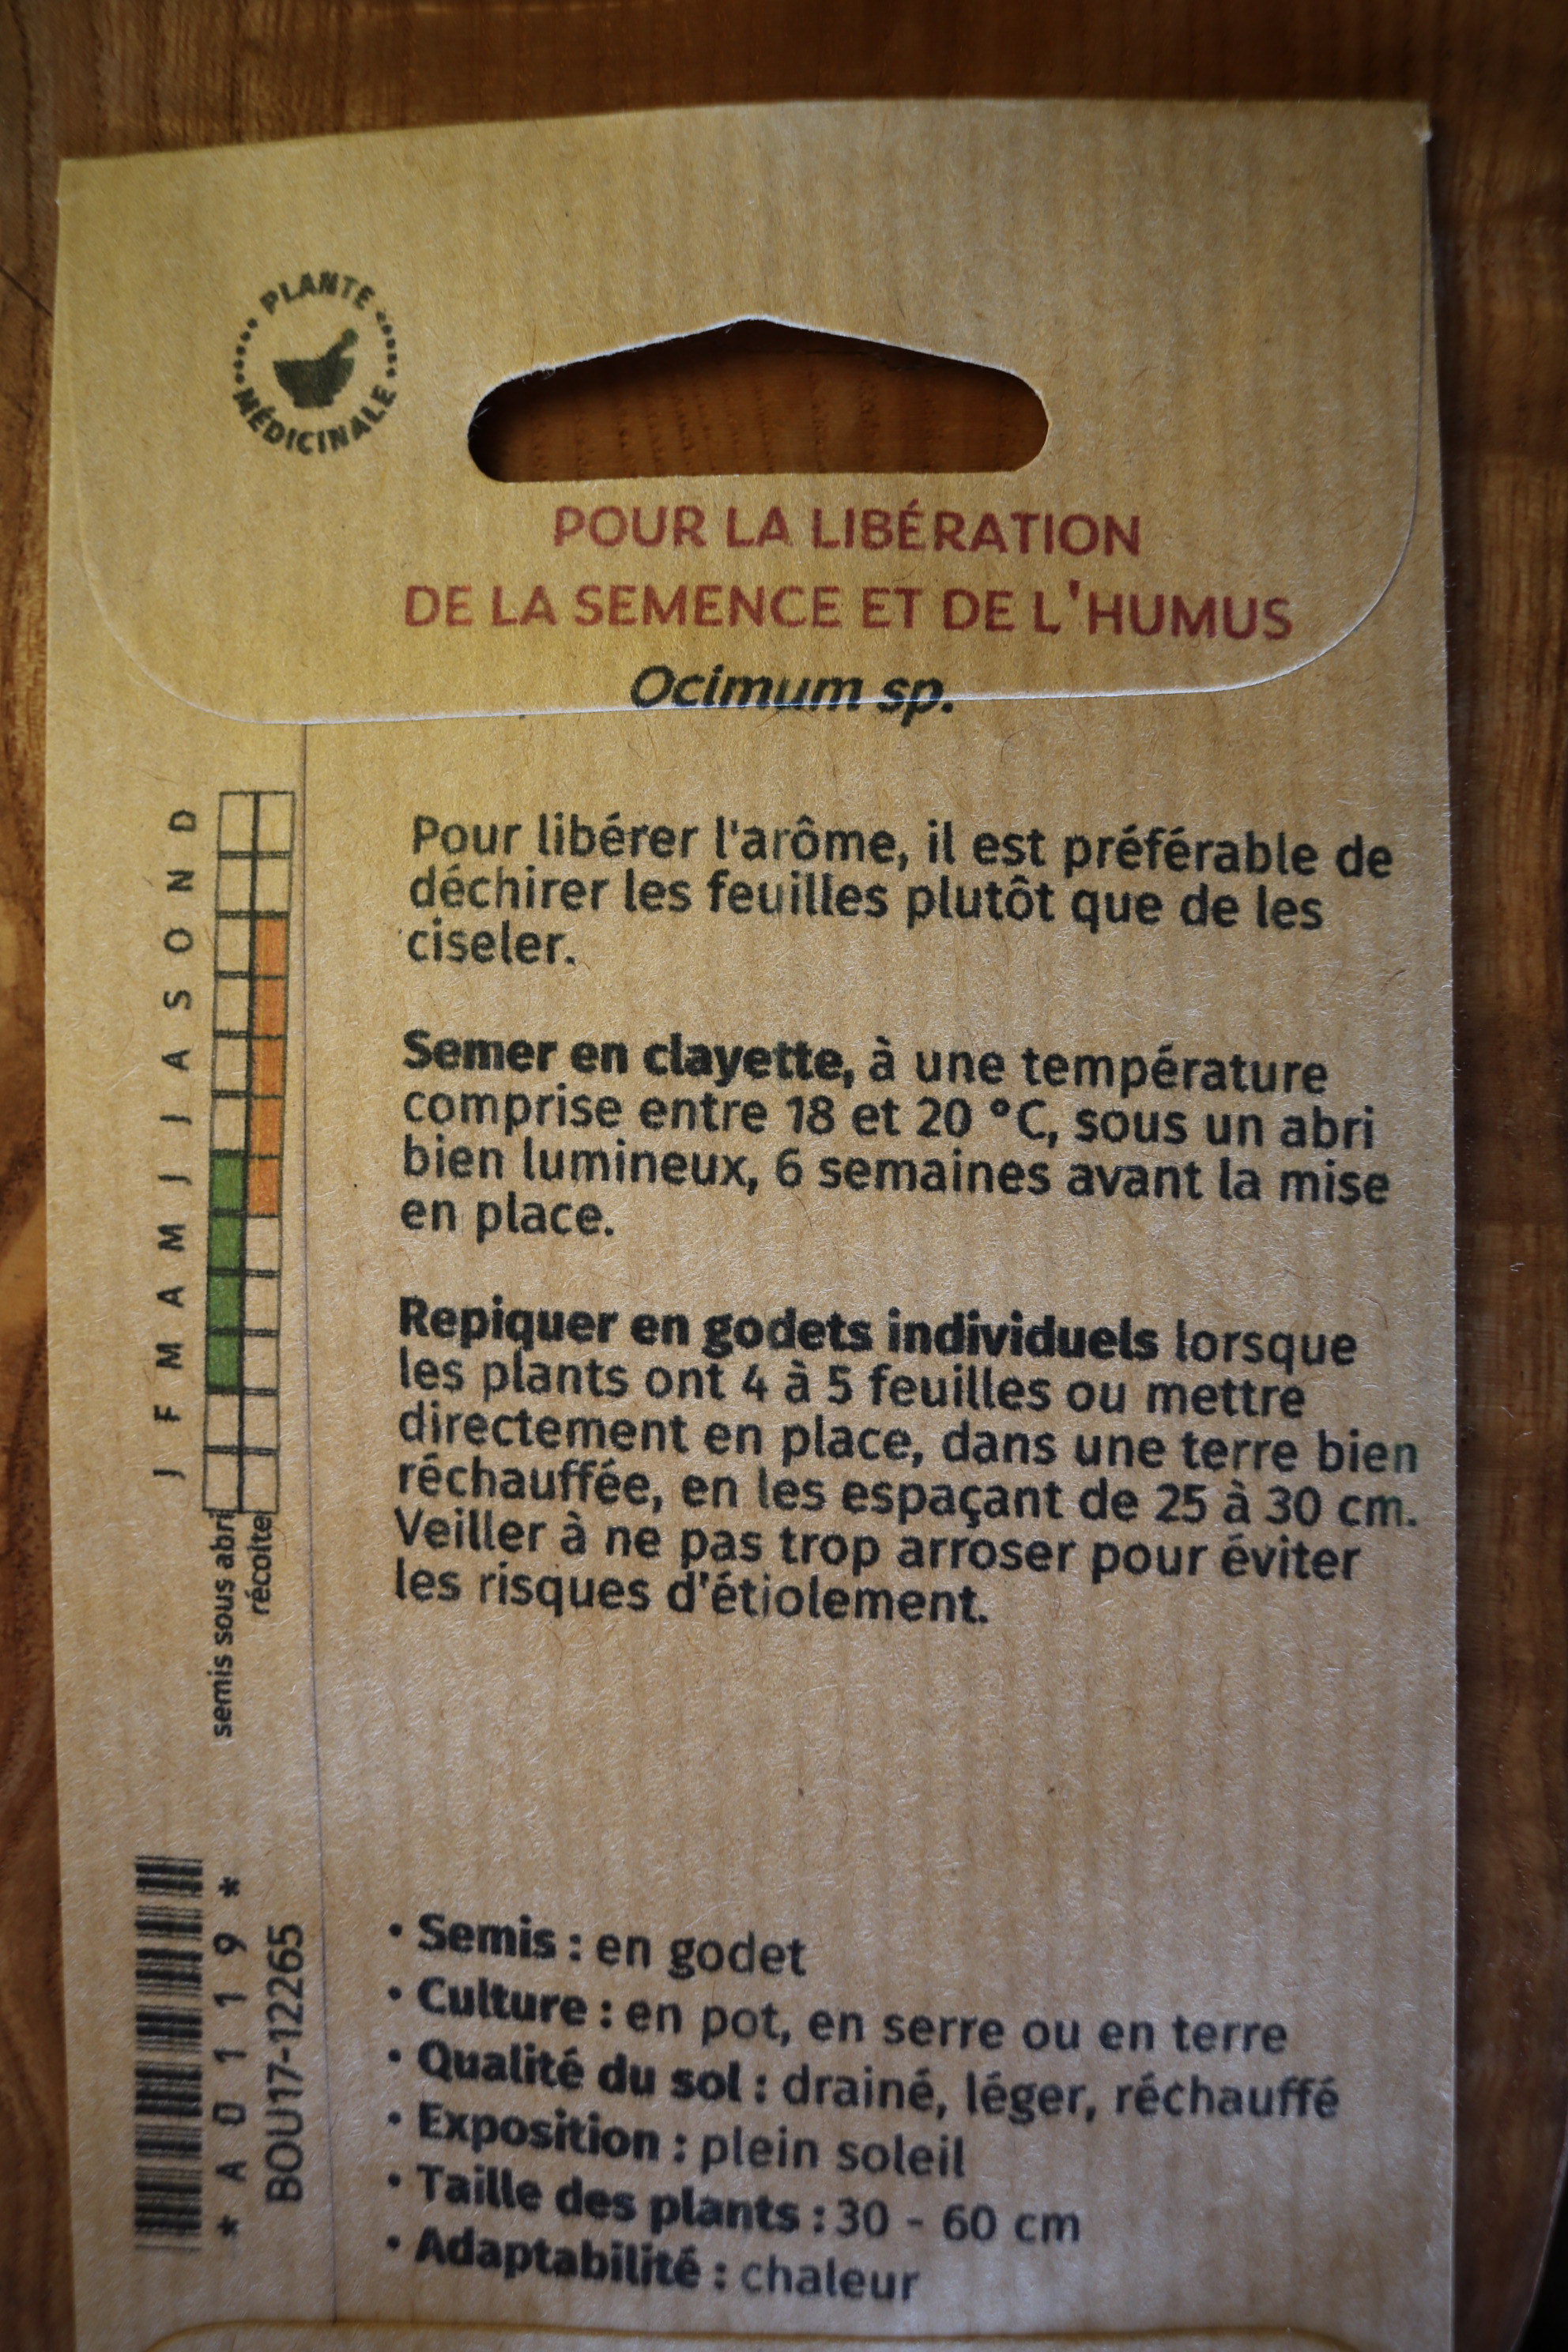 PLANTE
MÉDICINALE
POUR LA LIBÉRATION
DE LA SEMENCE ET DE L'HUMUS
Ocimum sp.
Pour libérer l'arôme, il est préférable de
déchirer les feuilles plutôt que de les
ciseler.
Semer en clayette, à une température
comprise entre 18 et 20 °C, sous un abri
bien lumineux, 6 semaines avant la mise
en place.
Repiquer en godets individuels lorsque
les plants ont 4 à 5 feuilles ou mettre
directement en place, dans une terre bien
réchauffée, en les espaçant de 25 à 30 cm.
Veiller à ne pas trop arroser pour éviter
les risques d'étiolement.
J F M A M J J A S O N D
semis sous abri
récolte
*A0119*
BOU17-12265
• Semis : en godet
• Culture : en pot, en serre ou en terre
• Qualité du sol : drainé, léger, réchauffé
• Exposition : plein soleil
• Taille des plants : 30 - 60 cm
• Adaptabilité : chaleur